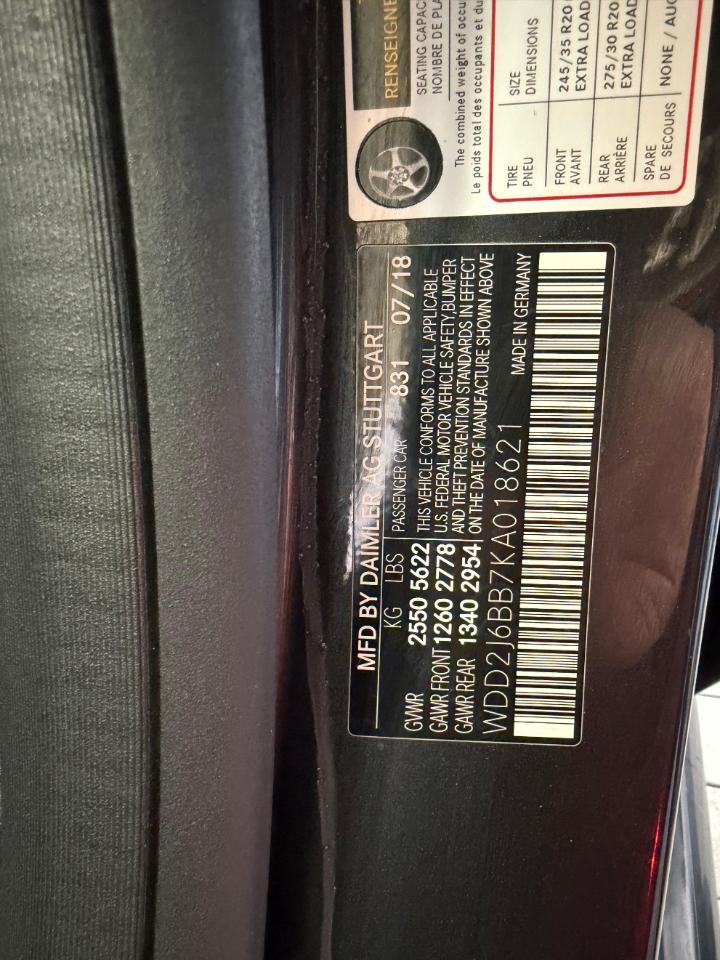 MFD BY DAIMLER AG STUTTGART
KG LBS PASSENGER CAR 831 07/18
GVWR 2550 5622 THIS VEHICLE CONFORMS TO ALL APPLICABLE
GAWR FRONT 1260 2778 U.S. FEDERAL MOTOR VEHICLE SAFETY,BUMPER
GAWR REAR 1340 2954 AND THEFT PREVENTION STANDARDS IN EFFECT
ON THE DATE OF MANUFACTURE SHOWN ABOVE
WDD2J6BB7KA018621 MADE IN GERMANY
RENSEIGNE
SEATING CAPAC
NOMBRE DE PLA
The combined weight of occu
Le poids total des occupants et du
TIRE SIZE
PNEU DIMENSIONS
FRONT 245/35 R20
AVANT EXTRA LOAD
REAR 275/30 R20
ARRIÈRE EXTRA LOAD
SPARE NONE / AUC
DE SECOURS